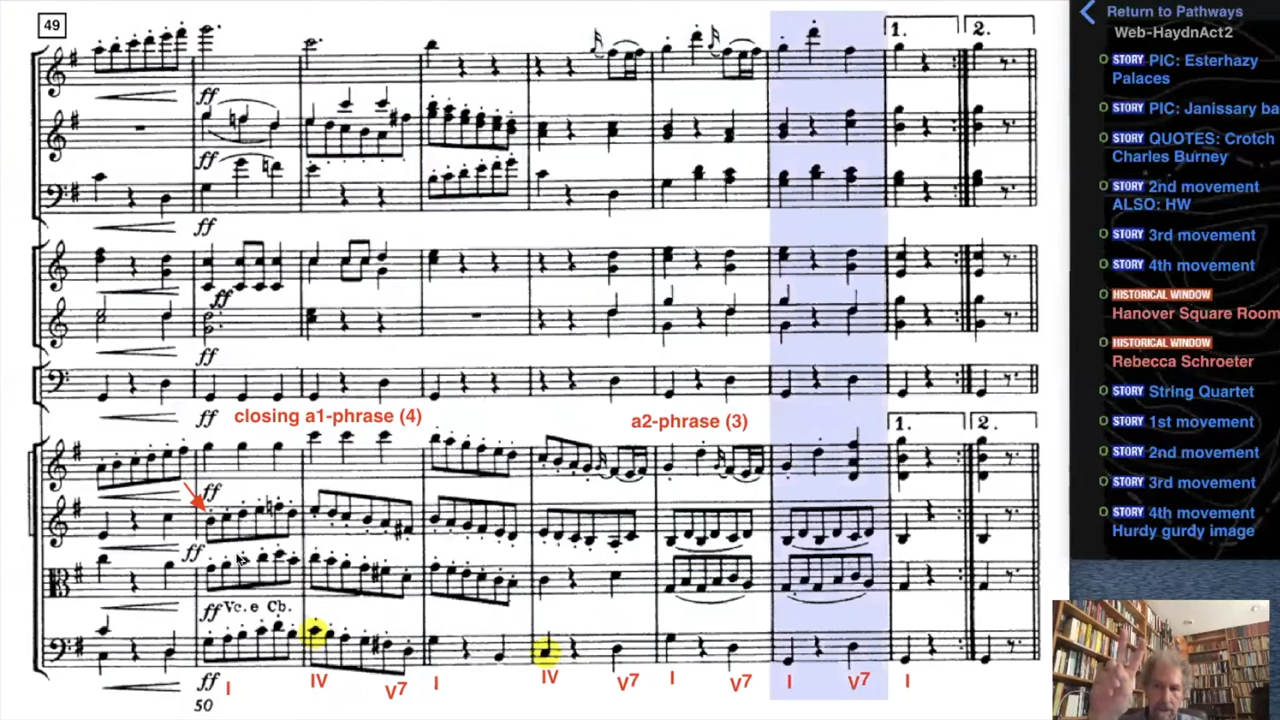 49
1.
2.
ff
ff
ff
ff
ff
ff
closing a1-phrase (4)
a2-phrase (3)
1.
2.
ff
ff
ff Vc. e Cb.
ff
I
IV
V7
I
IV
V7
I
V7
I
V7
I
50
Return to Pathways
Web-HaydnAct2
STORY PIC: Esterhazy
Palaces
STORY PIC: Janissary ba
STORY QUOTES: Crotch
Charles Burney
STORY 2nd movement
ALSO: HW
STORY 3rd movement
STORY 4th movement
HISTORICAL WINDOW
Hanover Square Room
HISTORICAL WINDOW
Rebecca Schroeter
STORY String Quartet
STORY 1st movement
STORY 2nd movement
STORY 3rd movement
STORY 4th movement
Hurdy gurdy image